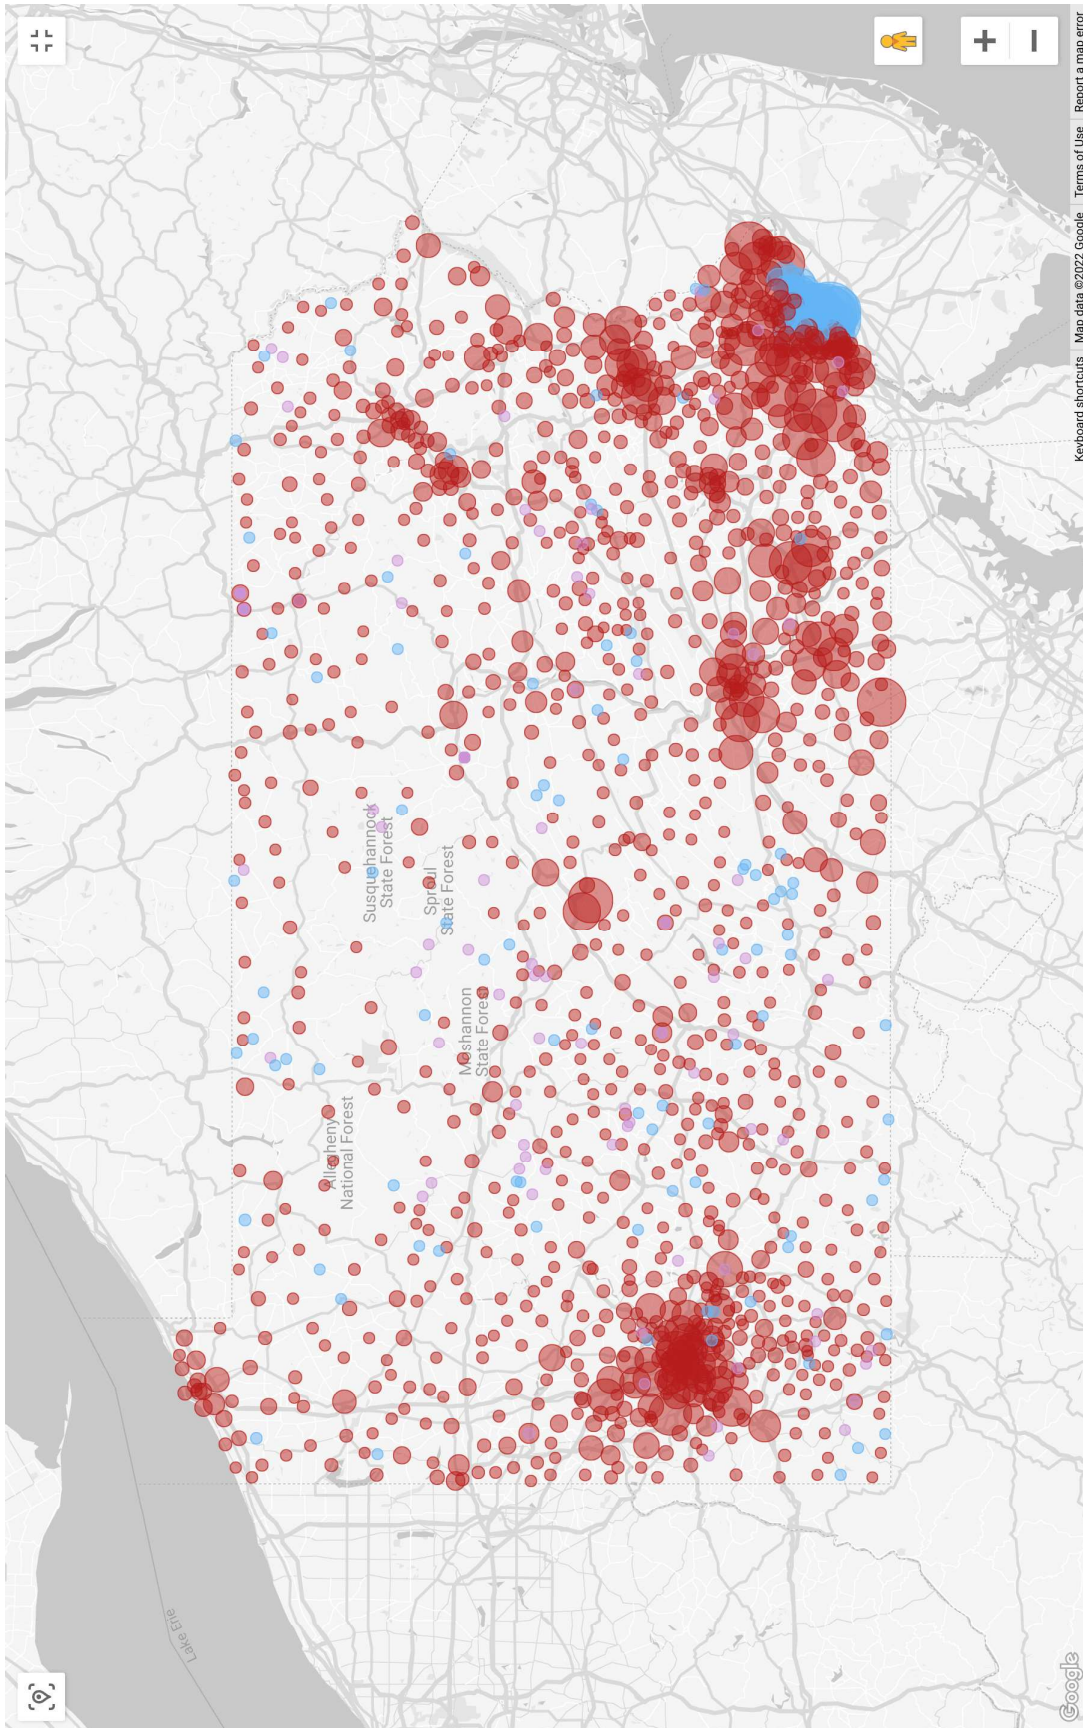 Lake Erie
Allegheny
National Forest
Susquehannock
State Forest
Sproul
State Forest
Moshannon
State Forest
Google
Keyboard shortcuts
Map data ©2022 Google
Terms of Use
Report a map error